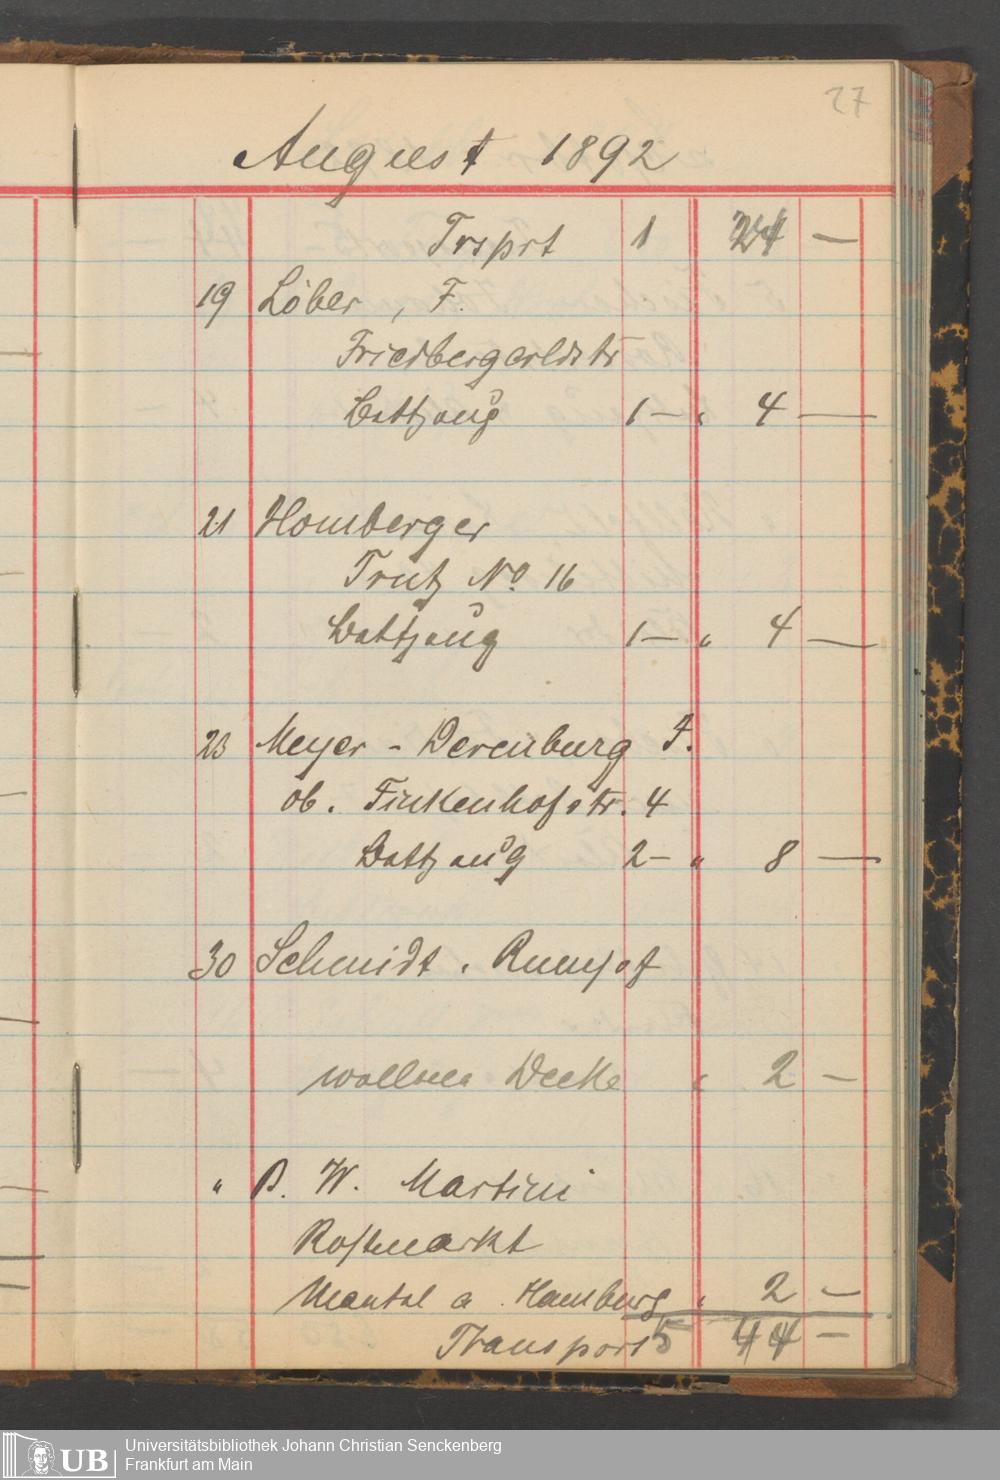 27
August 1892
Trsprt 1 24 —
19 Löber, F.
Friedbergerldstr
Bettzeug 1 — " 4 —
21 Homberger
Trutz No. 16
Bettzeug 1 — " 4 —
23 Meyer - Derenburg F.
ob. Finkenhofstr. 4
Bettzeug 2 — " 8 —
30 Schmidt. Rumpf
wollene Decke " 2 —
" B. W. Martini
Roßmarkt
Mantel a. Hamburg " 2 —
Transport 5 44 —
UB Universitätsbibliothek Johann Christian Senckenberg
Frankfurt am Main